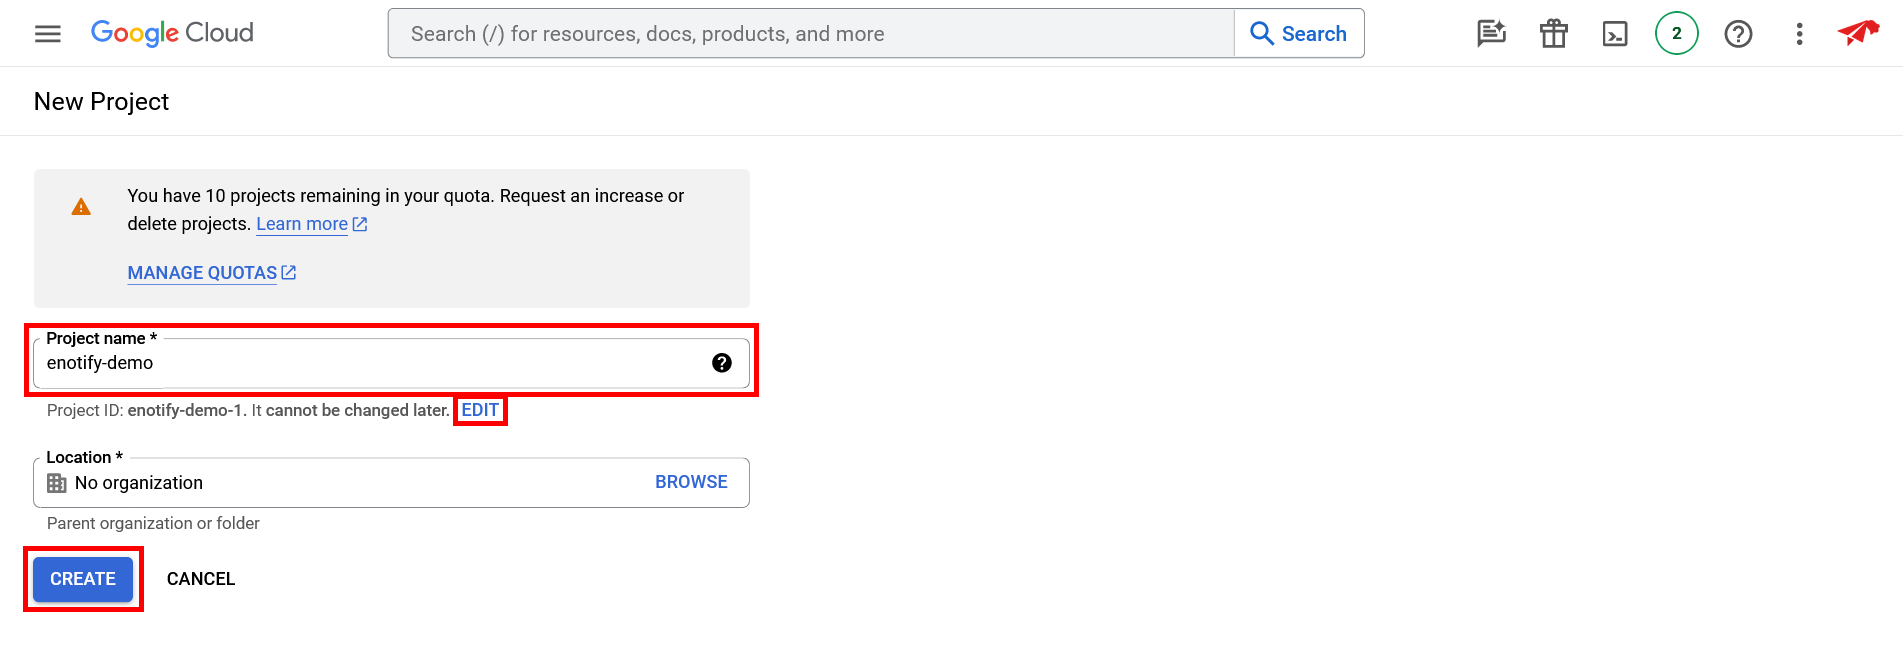 Google Cloud
Search (/) for resources, docs, products, and more
Search
2
New Project
You have 10 projects remaining in your quota. Request an increase or
delete projects. Learn more
MANAGE QUOTAS
Project name *
enotify-demo
Project ID: enotify-demo-1. It cannot be changed later. EDIT
Location *
No organization
BROWSE
Parent organization or folder
CREATE
CANCEL